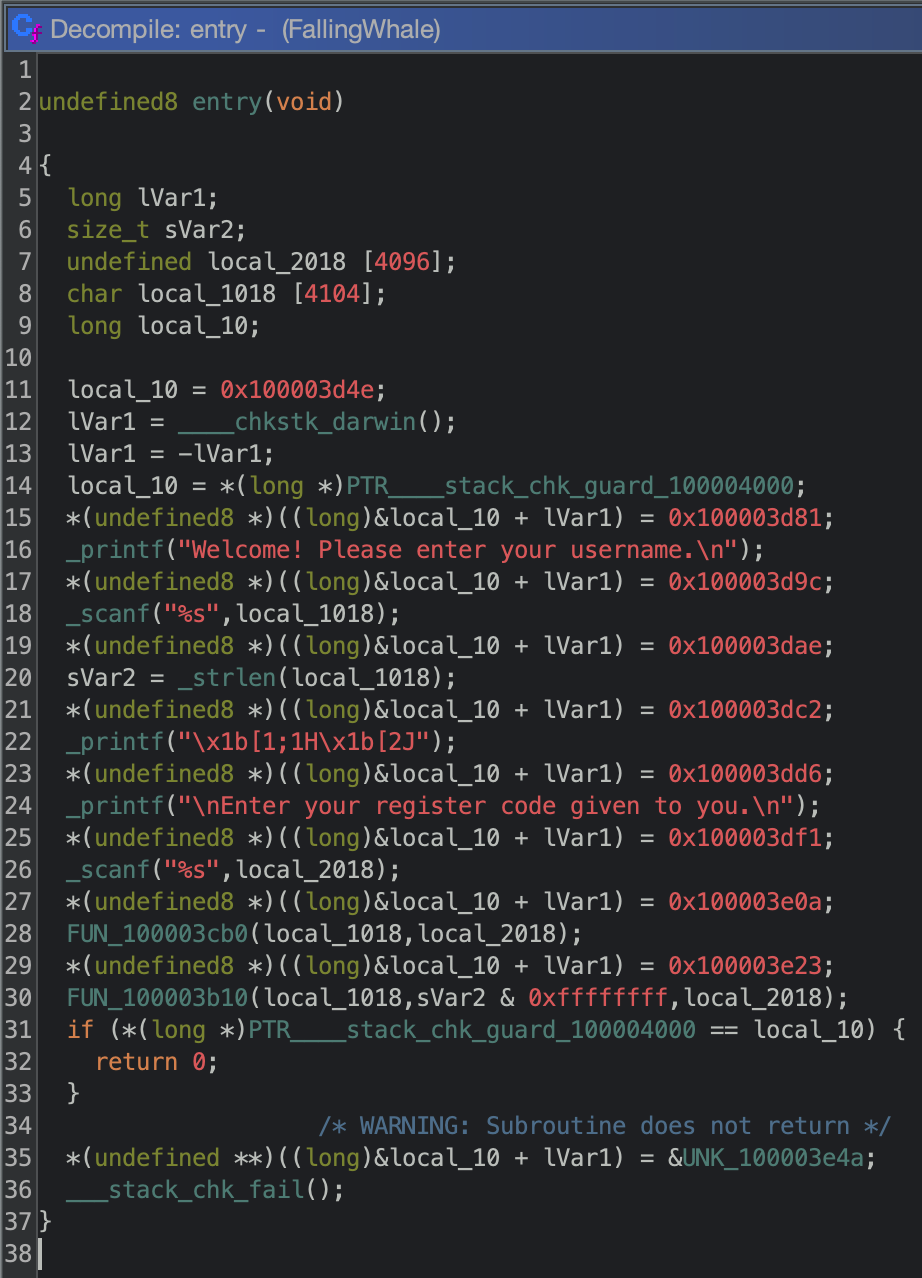 Decompile: entry - (FallingWhale)
1
2 undefined8 entry(void)
3
4 {
5   long lVar1;
6   size_t sVar2;
7   undefined local_2018 [4096];
8   char local_1018 [4104];
9   long local_10;
10
11   local_10 = 0x100003d4e;
12   lVar1 = ____chkstk_darwin();
13   lVar1 = -lVar1;
14   local_10 = *(long *)PTR____stack_chk_guard_100004000;
15   *(undefined8 *)((long)&local_10 + lVar1) = 0x100003d81;
16   _printf("Welcome! Please enter your username.\n");
17   *(undefined8 *)((long)&local_10 + lVar1) = 0x100003d9c;
18   _scanf("%s",local_1018);
19   *(undefined8 *)((long)&local_10 + lVar1) = 0x100003dae;
20   sVar2 = _strlen(local_1018);
21   *(undefined8 *)((long)&local_10 + lVar1) = 0x100003dc2;
22   _printf("\x1b[1;1H\x1b[2J");
23   *(undefined8 *)((long)&local_10 + lVar1) = 0x100003dd6;
24   _printf("\nEnter your register code given to you.\n");
25   *(undefined8 *)((long)&local_10 + lVar1) = 0x100003df1;
26   _scanf("%s",local_2018);
27   *(undefined8 *)((long)&local_10 + lVar1) = 0x100003e0a;
28   FUN_100003cb0(local_1018,local_2018);
29   *(undefined8 *)((long)&local_10 + lVar1) = 0x100003e23;
30   FUN_100003b10(local_1018,sVar2 & 0xffffffff,local_2018);
31   if (*(long *)PTR____stack_chk_guard_100004000 == local_10) {
32     return 0;
33   }
34                     /* WARNING: Subroutine does not return */
35   *(undefined **)((long)&local_10 + lVar1) = &UNK_100003e4a;
36   ___stack_chk_fail();
37 }
38